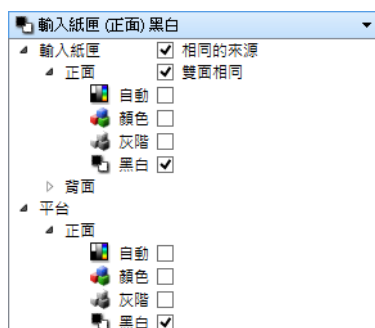 輸入紙匣 (正面) 黑白
輸入紙匣 相同的來源
正面 雙面相同
自動
顏色
灰階
黑白
背面
平台
正面
自動
顏色
灰階
黑白